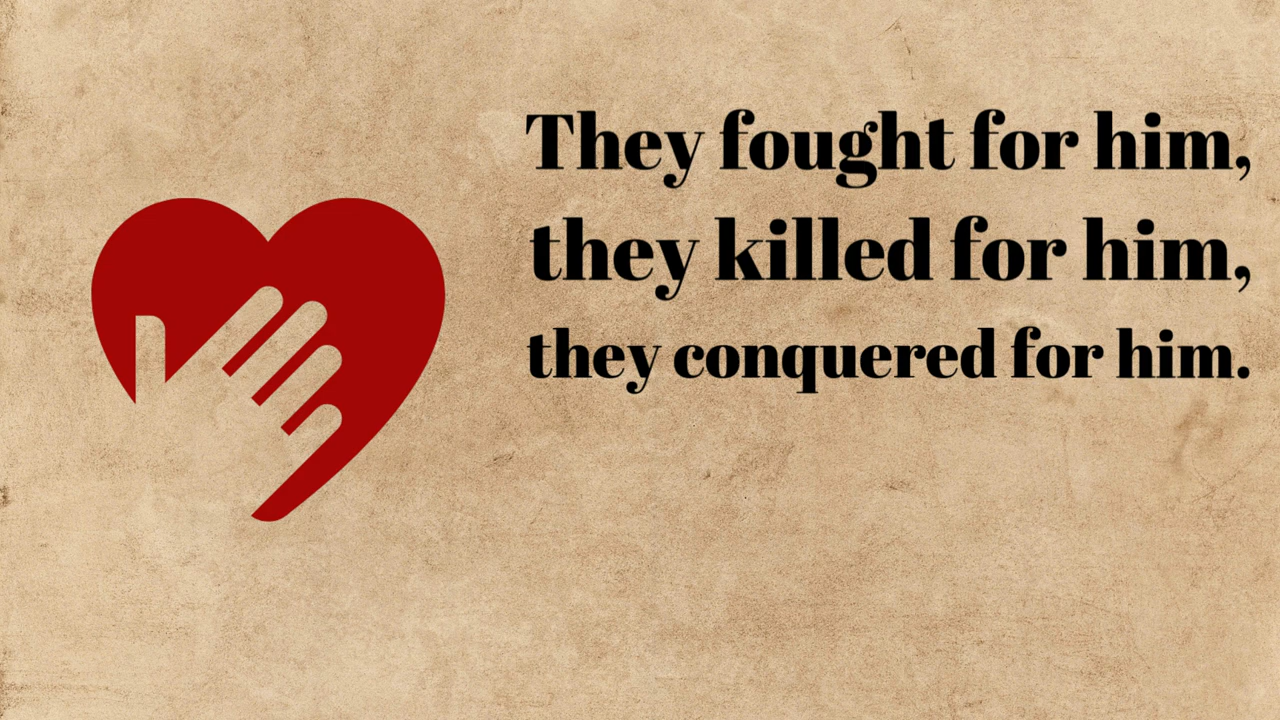 They fought for him,
they killed for him,
they conquered for him.